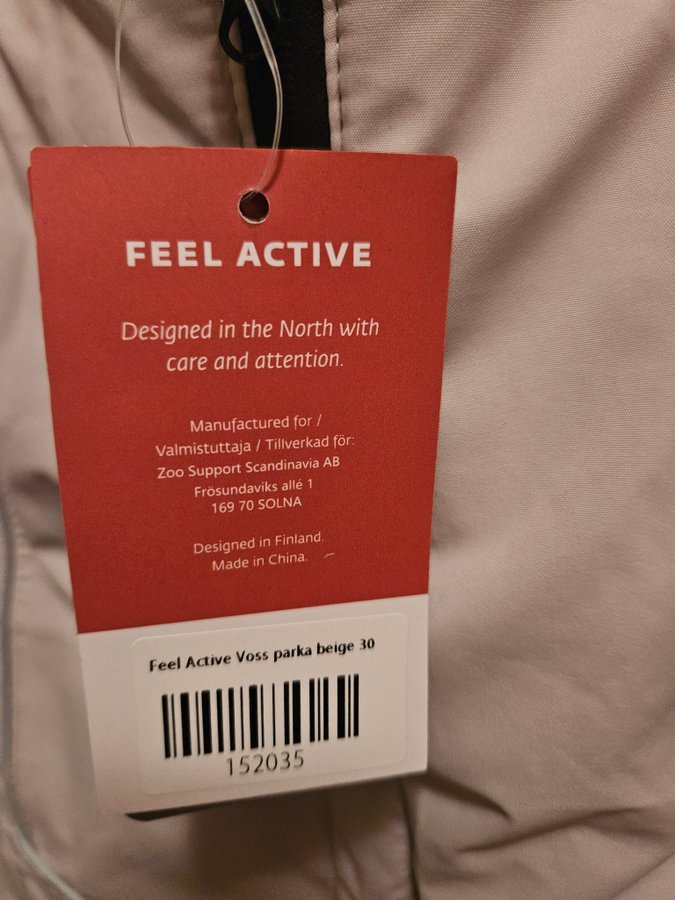 FEEL ACTIVE
Designed in the North with
care and attention.
Manufactured for /
Valmistuttaja / Tillverkad för:
Zoo Support Scandinavia AB
Frösundaviks allé 1
169 70 SOLNA
Designed in Finland.
Made in China.
Feel Active Voss parka beige 30
152035